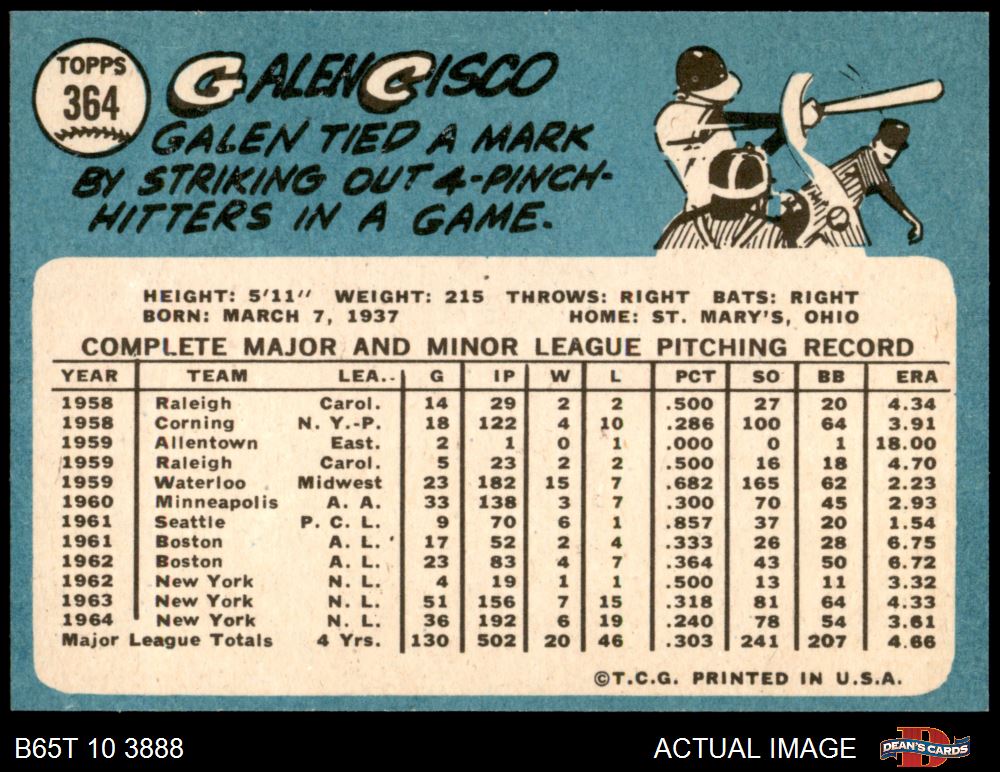 TOPPS
364
GALEN CISCO
GALEN TIED A MARK
BY STRIKING OUT 4-PINCH-
HITTERS IN A GAME.
HEIGHT: 5'11" WEIGHT: 215 THROWS: RIGHT BATS: RIGHT
BORN: MARCH 7, 1937 HOME: ST. MARY'S, OHIO
COMPLETE MAJOR AND MINOR LEAGUE PITCHING RECORD
YEAR TEAM LEA. G IP W L PCT SO BB ERA
1958 Raleigh Carol. 14 29 2 2 .500 27 20 4.34
1958 Corning N. Y.-P. 18 122 4 10 .286 100 64 3.91
1959 Allentown East. 2 1 0 1 .000 0 1 18.00
1959 Raleigh Carol. 5 23 2 2 .500 16 18 4.70
1959 Waterloo Midwest 23 182 15 7 .682 165 62 2.23
1960 Minneapolis A. A. 33 138 3 7 .300 70 45 2.93
1961 Seattle P. C. L. 9 70 6 1 .857 37 20 1.54
1961 Boston A. L. 17 52 2 4 .333 26 28 6.75
1962 Boston A. L. 23 83 4 7 .364 43 50 6.72
1962 New York N. L. 4 19 1 1 .500 13 11 3.32
1963 New York N. L. 51 156 7 15 .318 81 64 4.33
1964 New York N. L. 36 192 6 19 .240 78 54 3.61
Major League Totals 4 Yrs. 130 502 20 46 .303 241 207 4.66
©T.C.G. PRINTED IN U.S.A.
B65T 10 3888 ACTUAL IMAGE DEAN'S CARDS